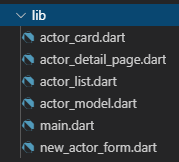 lib
actor_card.dart
actor_detail_page.dart
actor_list.dart
actor_model.dart
main.dart
new_actor_form.dart